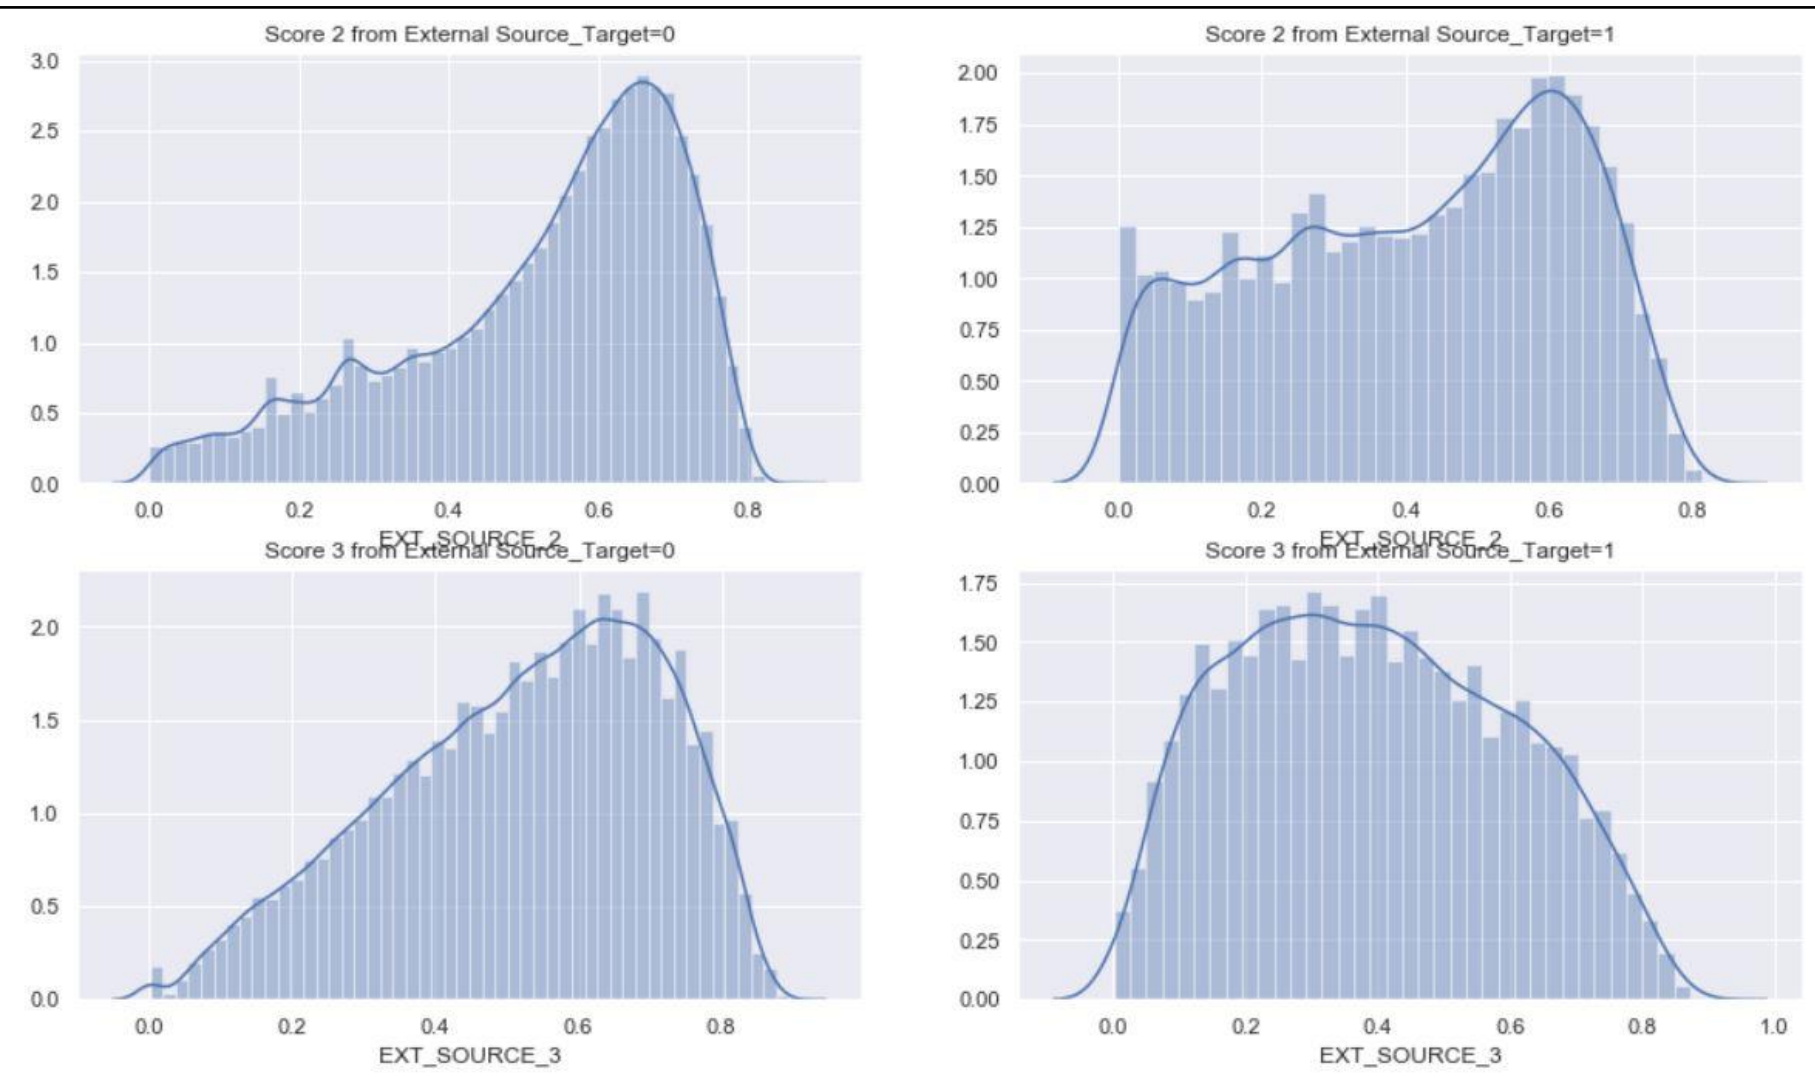 Score 2 from External Source_Target=0
3.0
2.5
2.0
1.5
1.0
0.5
0.0
0.0 0.2 0.4 0.6 0.8
EXT_SOURCE_2
Score 2 from External Source_Target=1
2.00
1.75
1.50
1.25
1.00
0.75
0.50
0.25
0.00
0.0 0.2 0.4 0.6 0.8
EXT_SOURCE_2
Score 3 from External Source_Target=0
2.0
1.5
1.0
0.5
0.0
0.0 0.2 0.4 0.6 0.8
EXT_SOURCE_3
Score 3 from External Source_Target=1
1.75
1.50
1.25
1.00
0.75
0.50
0.25
0.00
0.0 0.2 0.4 0.6 0.8 1.0
EXT_SOURCE_3